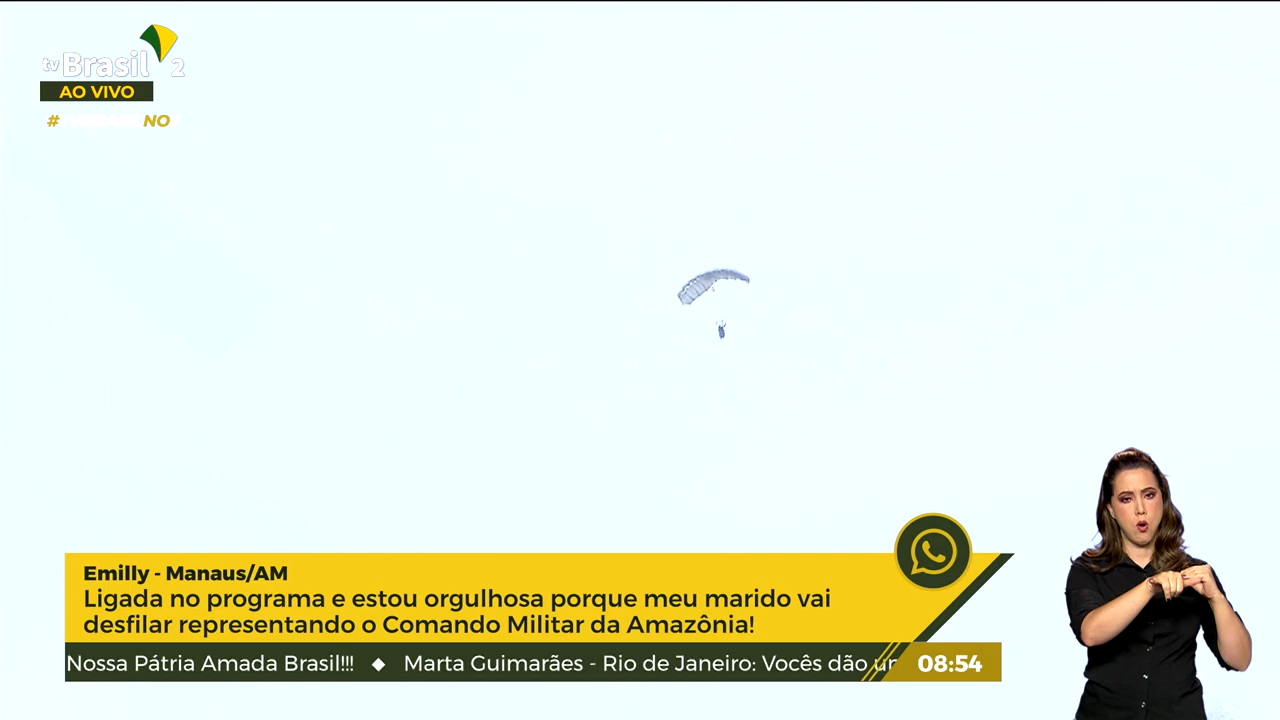 tv Brasil 2
AO VIVO
# NO
Emilly - Manaus/AM
Ligada no programa e estou orgulhosa porque meu marido vai
desfilar representando o Comando Militar da Amazônia!
Nossa Pátria Amada Brasil!!! ◆ Marta Guimarães - Rio de Janeiro: Vocês dão
08:54